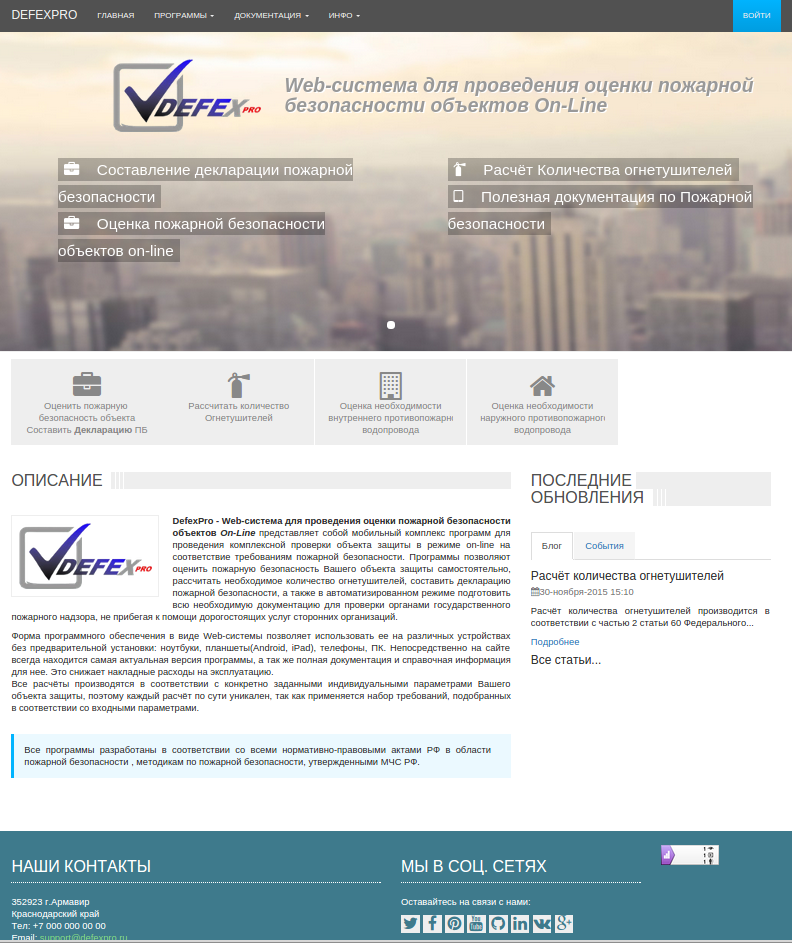 DEFEXPRO
ГЛАВНАЯ
ПРОГРАММЫ
ДОКУМЕНТАЦИЯ
ИНФО
ВОЙТИ
DEFEX PRO
Web-система для проведения оценки пожарной
безопасности объектов On-Line
Составление декларации пожарной
безопасности
Оценка пожарной безопасности
объектов on-line
Расчёт Количества огнетушителей
Полезная документация по Пожарной
безопасности
Оценить пожарную
безопасность объекта
Составить Декларацию ПБ
Рассчитать количество
Огнетушителей
Оценка необходимости
внутреннего противопожарн
водопровода
Оценка необходимости
наружного противопожарног
водопровода
ОПИСАНИЕ
DEFEX PRO
DefexPro - Web-система для проведения оценки пожарной безопасности
объектов On-Line представляет собой мобильный комплекс программ для
проведения комплексной проверки объекта защиты в режиме on-line на
соответствие требованиям пожарной безопасности. Программы позволяют
оценить пожарную безопасность Вашего объекта защиты самостоятельно,
рассчитать необходимое количество огнетушителей, составить декларацию
пожарной безопасности, а также в автоматизированном режиме подготовить
всю необходимую документацию для проверки органами государственного
пожарного надзора, не прибегая к помощи дорогостоящих услуг сторонних организаций.
Форма программного обеспечения в виде Web-системы позволяет использовать ее на различных устройствах
без предварительной установки: ноутбуки, планшеты(Android, iPad), телефоны, ПК. Непосредственно на сайте
всегда находится самая актуальная версия программы, а так же полная документация и справочная информация
для нее. Это снижает накладные расходы на эксплуатацию.
Все расчёты производятся в соответствии с конкретно заданными индивидуальными параметрами Вашего
объекта защиты, поэтому каждый расчёт по сути уникален, так как применяется набор требований, подобранных
в соответствии со входными параметрами.
Все программы разработаны в соответствии со всеми нормативно-правовыми актами РФ в области
пожарной безопасности , методикам по пожарной безопасности, утвержденными МЧС РФ.
ПОСЛЕДНИЕ
ОБНОВЛЕНИЯ
Блог
События
Расчёт количества огнетушителей
30-ноября-2015 15:10
Расчёт количества огнетушителей производится в
соответствии с частью 2 статьи 60 Федерального...
Подробнее
Все статьи...
НАШИ КОНТАКТЫ
352923 г.Армавир
Краснодарский край
Тел: +7 000 000 00 00
Email: support@defexpro.ru
МЫ В СОЦ. СЕТЯХ
Оставайтесь на связи с нами: